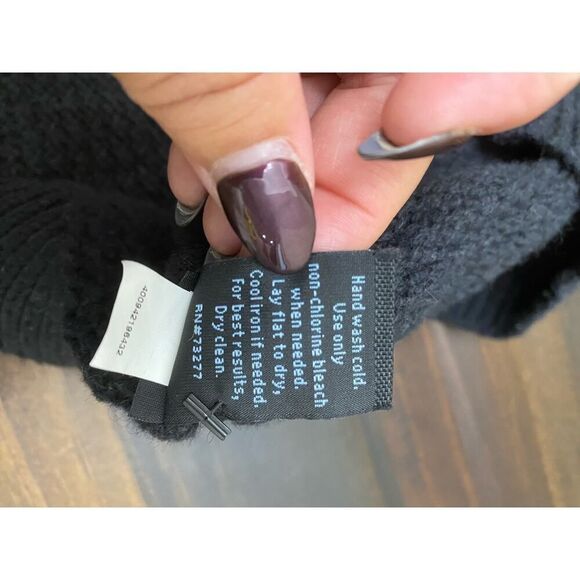 Hand wash cold.
Use only
non-chlorine bleach
when needed.
Lay flat to dry,
Cool iron if needed.
For best results,
Dry clean.
RN#73277
400942196432